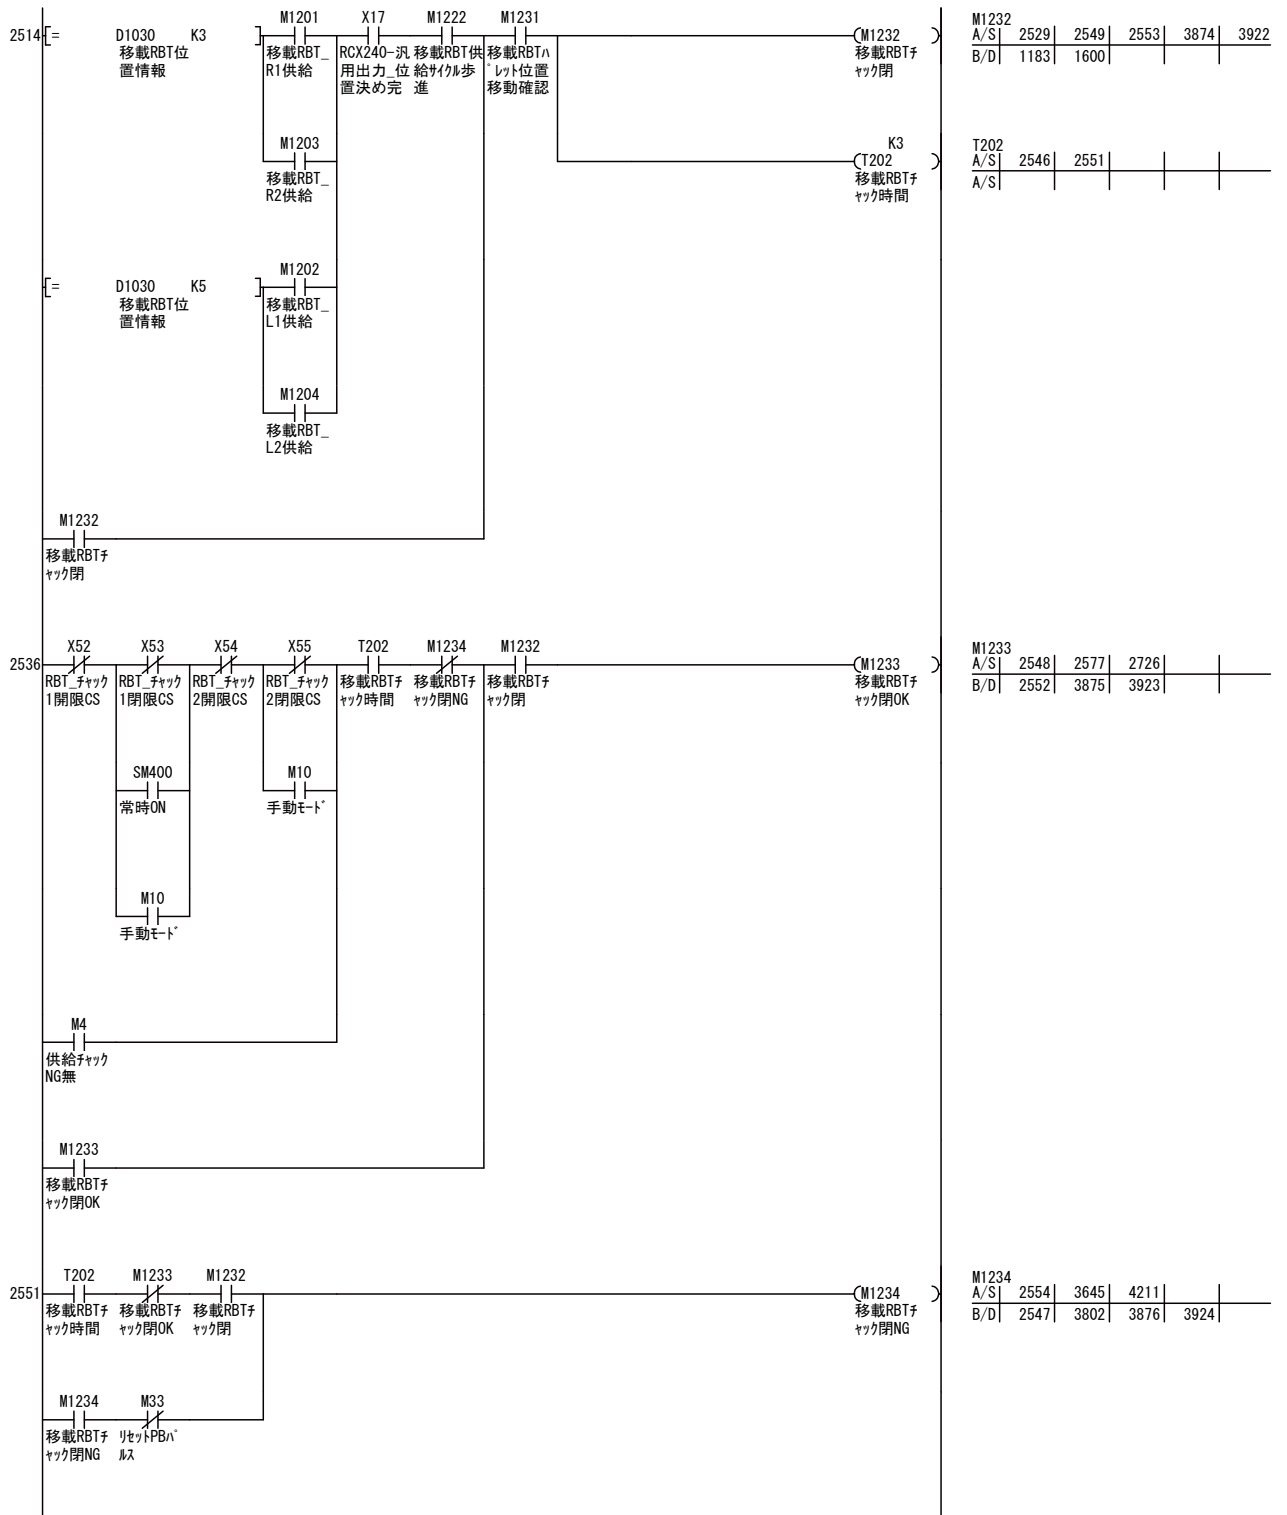 M1201 X17 M1222 M1231
2514 = D1030 K3 M1232
移載RBT位 移載RBT_ RCX240-汎 移載RBT供 移載RBTハ 移載RBTチ
置情報 R1供給 用出力_位 給サイクル歩 ゚レット位置 ャック閉
置決め完 進 移動確認
M1232
A/S 2529 2549 2553 3874 3922
B/D 1183 1600
M1203 K3
T202
移載RBT_ 移載RBTチ
R2供給 ャック時間
T202
A/S 2546 2551
A/S
M1202
= D1030 K5
移載RBT位 移載RBT_
置情報 L1供給
M1204
移載RBT_
L2供給
M1232
移載RBTチ
ャック閉
X52 X53 X54 X55 T202 M1234 M1232
2536 M1233
RBT_チャック RBT_チャック RBT_チャック RBT_チャック 移載RBTチ 移載RBTチ 移載RBTチ 移載RBTチ
1開限CS 1閉限CS 2開限CS 2閉限CS ャック時間 ャック閉NG ャック閉 ャック閉OK
M1233
A/S 2548 2577 2726
B/D 2552 3875 3923
SM400 M10
常時ON 手動モード
M10
手動モード
M4
供給チャック
NG無
M1233
移載RBTチ
ャック閉OK
T202 M1233 M1232
2551 M1234
移載RBTチ 移載RBTチ 移載RBTチ 移載RBTチ
ャック時間 ャック閉OK ャック閉 ャック閉NG
M1234
A/S 2554 3645 4211
B/D 2547 3802 3876 3924
M1234 M33
移載RBTチ リセットPBパ
ャック閉NG ルス